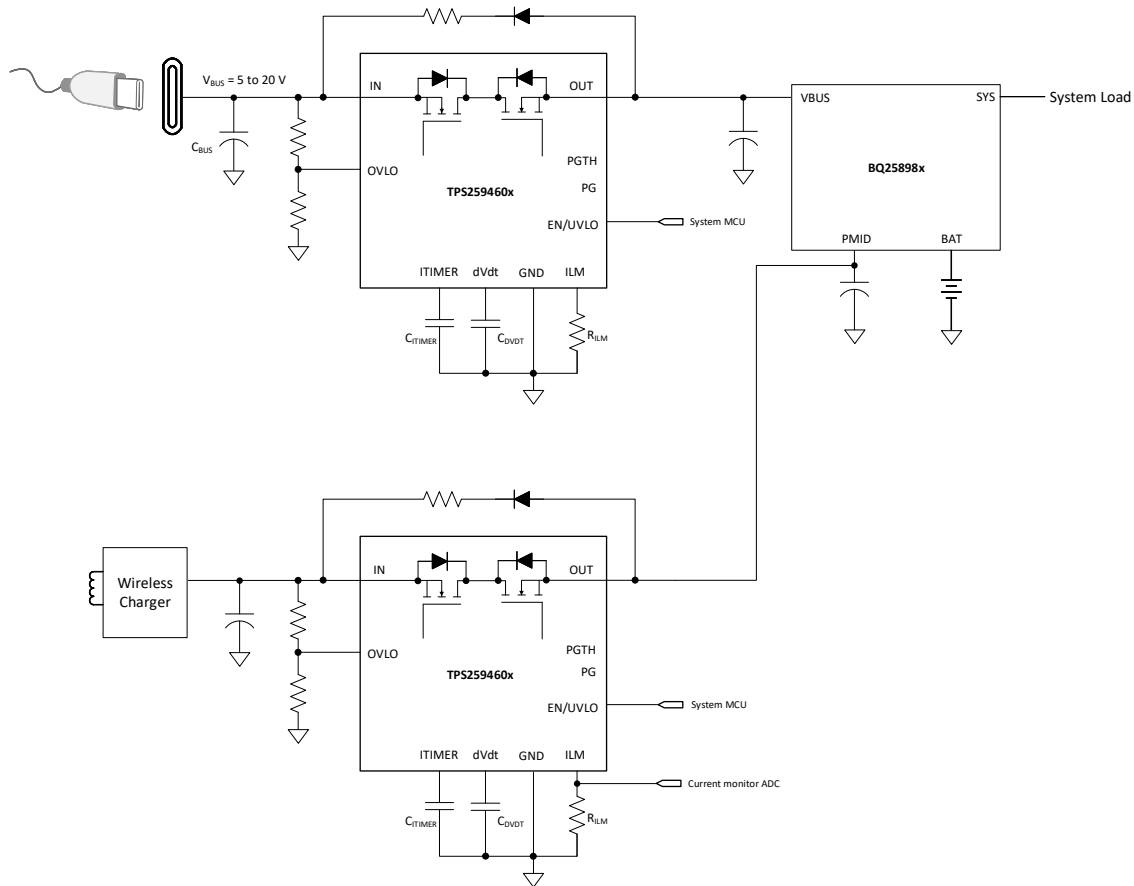 V_BUS = 5 to 20 V
C_BUS
IN
OUT
OVLO
PGTH
PG
TPS259460x
EN/UVLO
System MCU
ITIMER
dVdt
GND
ILM
C_ITIMER
C_DVDT
R_ILM
VBUS
SYS
System Load
BQ25898x
PMID
BAT
Wireless
Charger
IN
OUT
OVLO
PGTH
PG
TPS259460x
EN/UVLO
System MCU
ITIMER
dVdt
GND
ILM
Current monitor ADC
C_ITIMER
C_DVDT
R_ILM